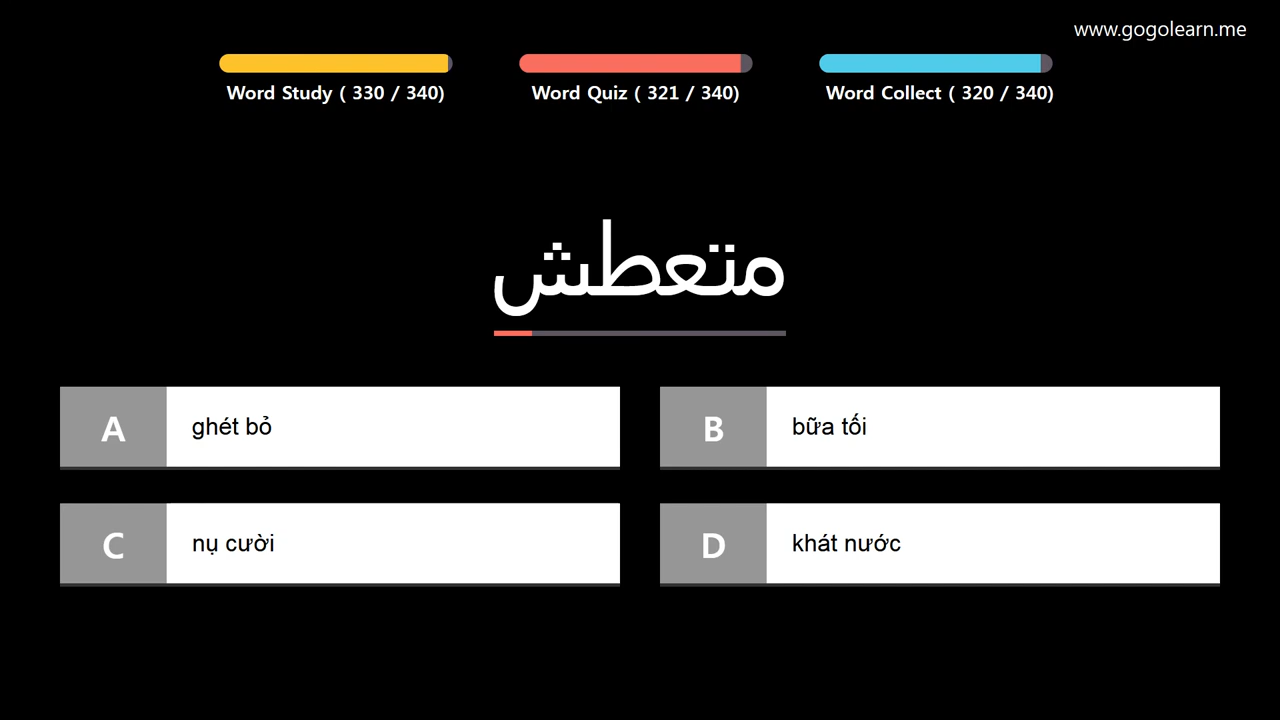 www.gogolearn.me
Word Study ( 330 / 340)
Word Quiz ( 321 / 340)
Word Collect ( 320 / 340)
متعطش
A
ghét bỏ
B
bữa tối
C
nụ cười
D
khát nước